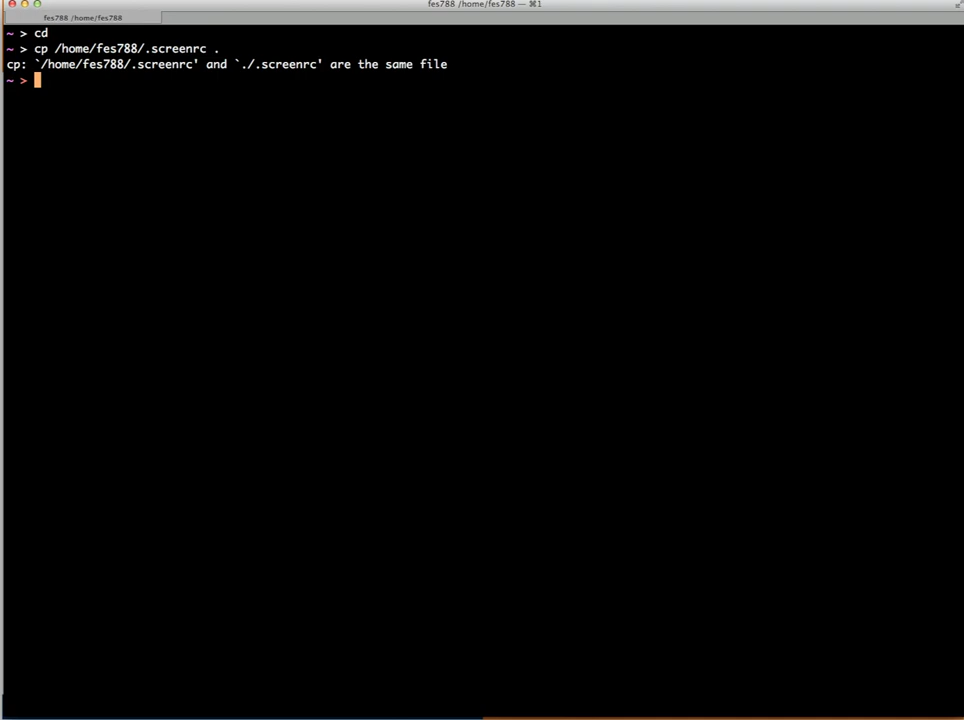 fes788 /home/fes788 — ⌘1
fes788 /home/fes788
~ > cd
~ > cp /home/fes788/.screenrc .
cp: `/home/fes788/.screenrc' and `./.screenrc' are the same file
~ >